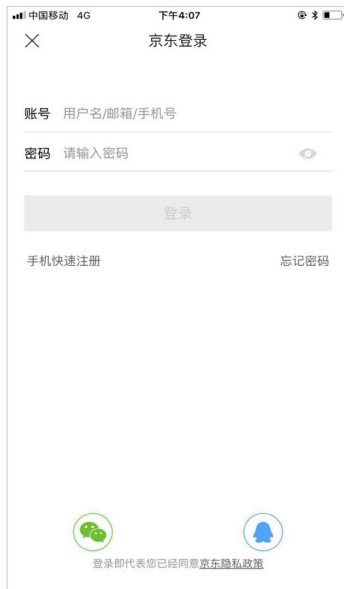 中国移动 4G 下午4:07
京东登录
账号 用户名/邮箱/手机号
密码 请输入密码
登录
手机快速注册 忘记密码
登录即代表您已经同意京东隐私政策